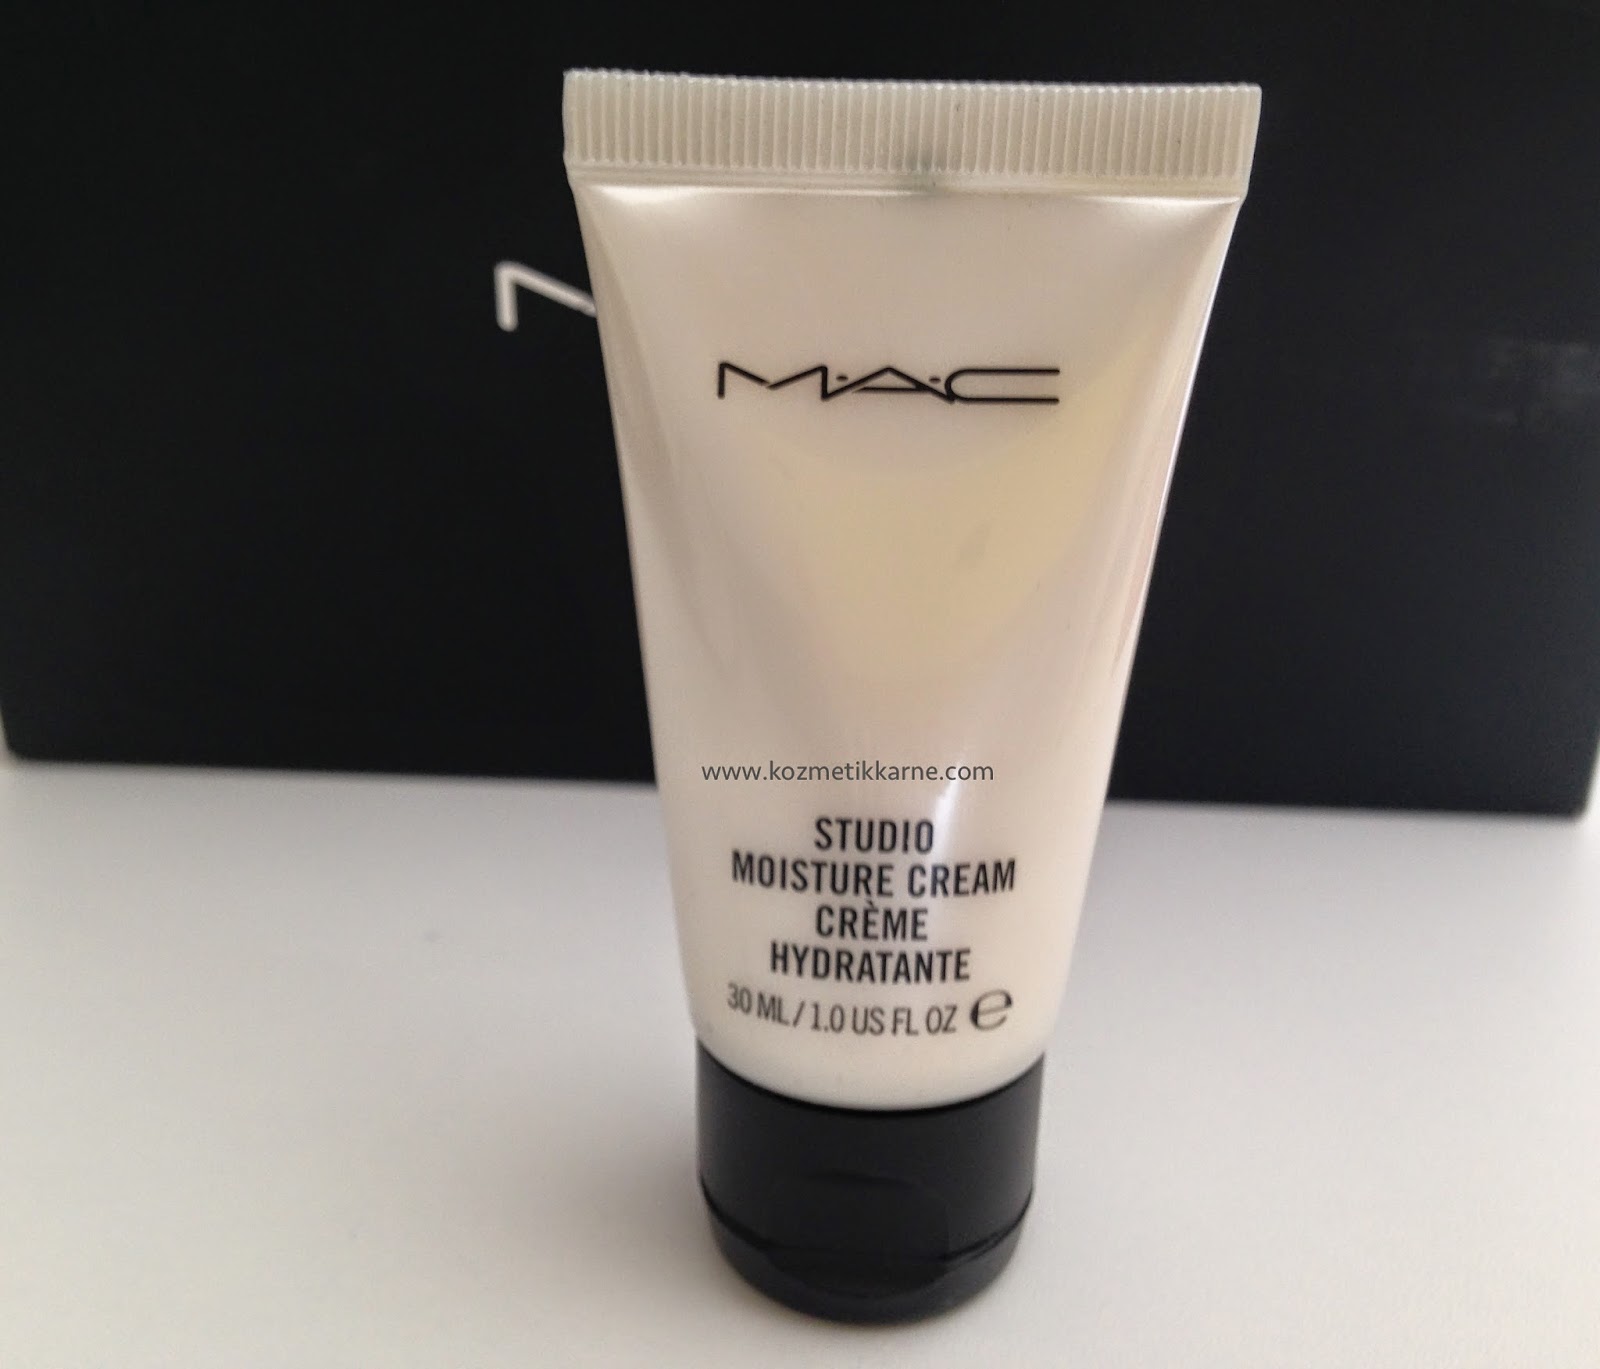 M·A·C
www.kozmetikkarne.com
STUDIO
MOISTURE CREAM
CRÈME
HYDRATANTE
30 ML / 1.0 US FL OZ ℮